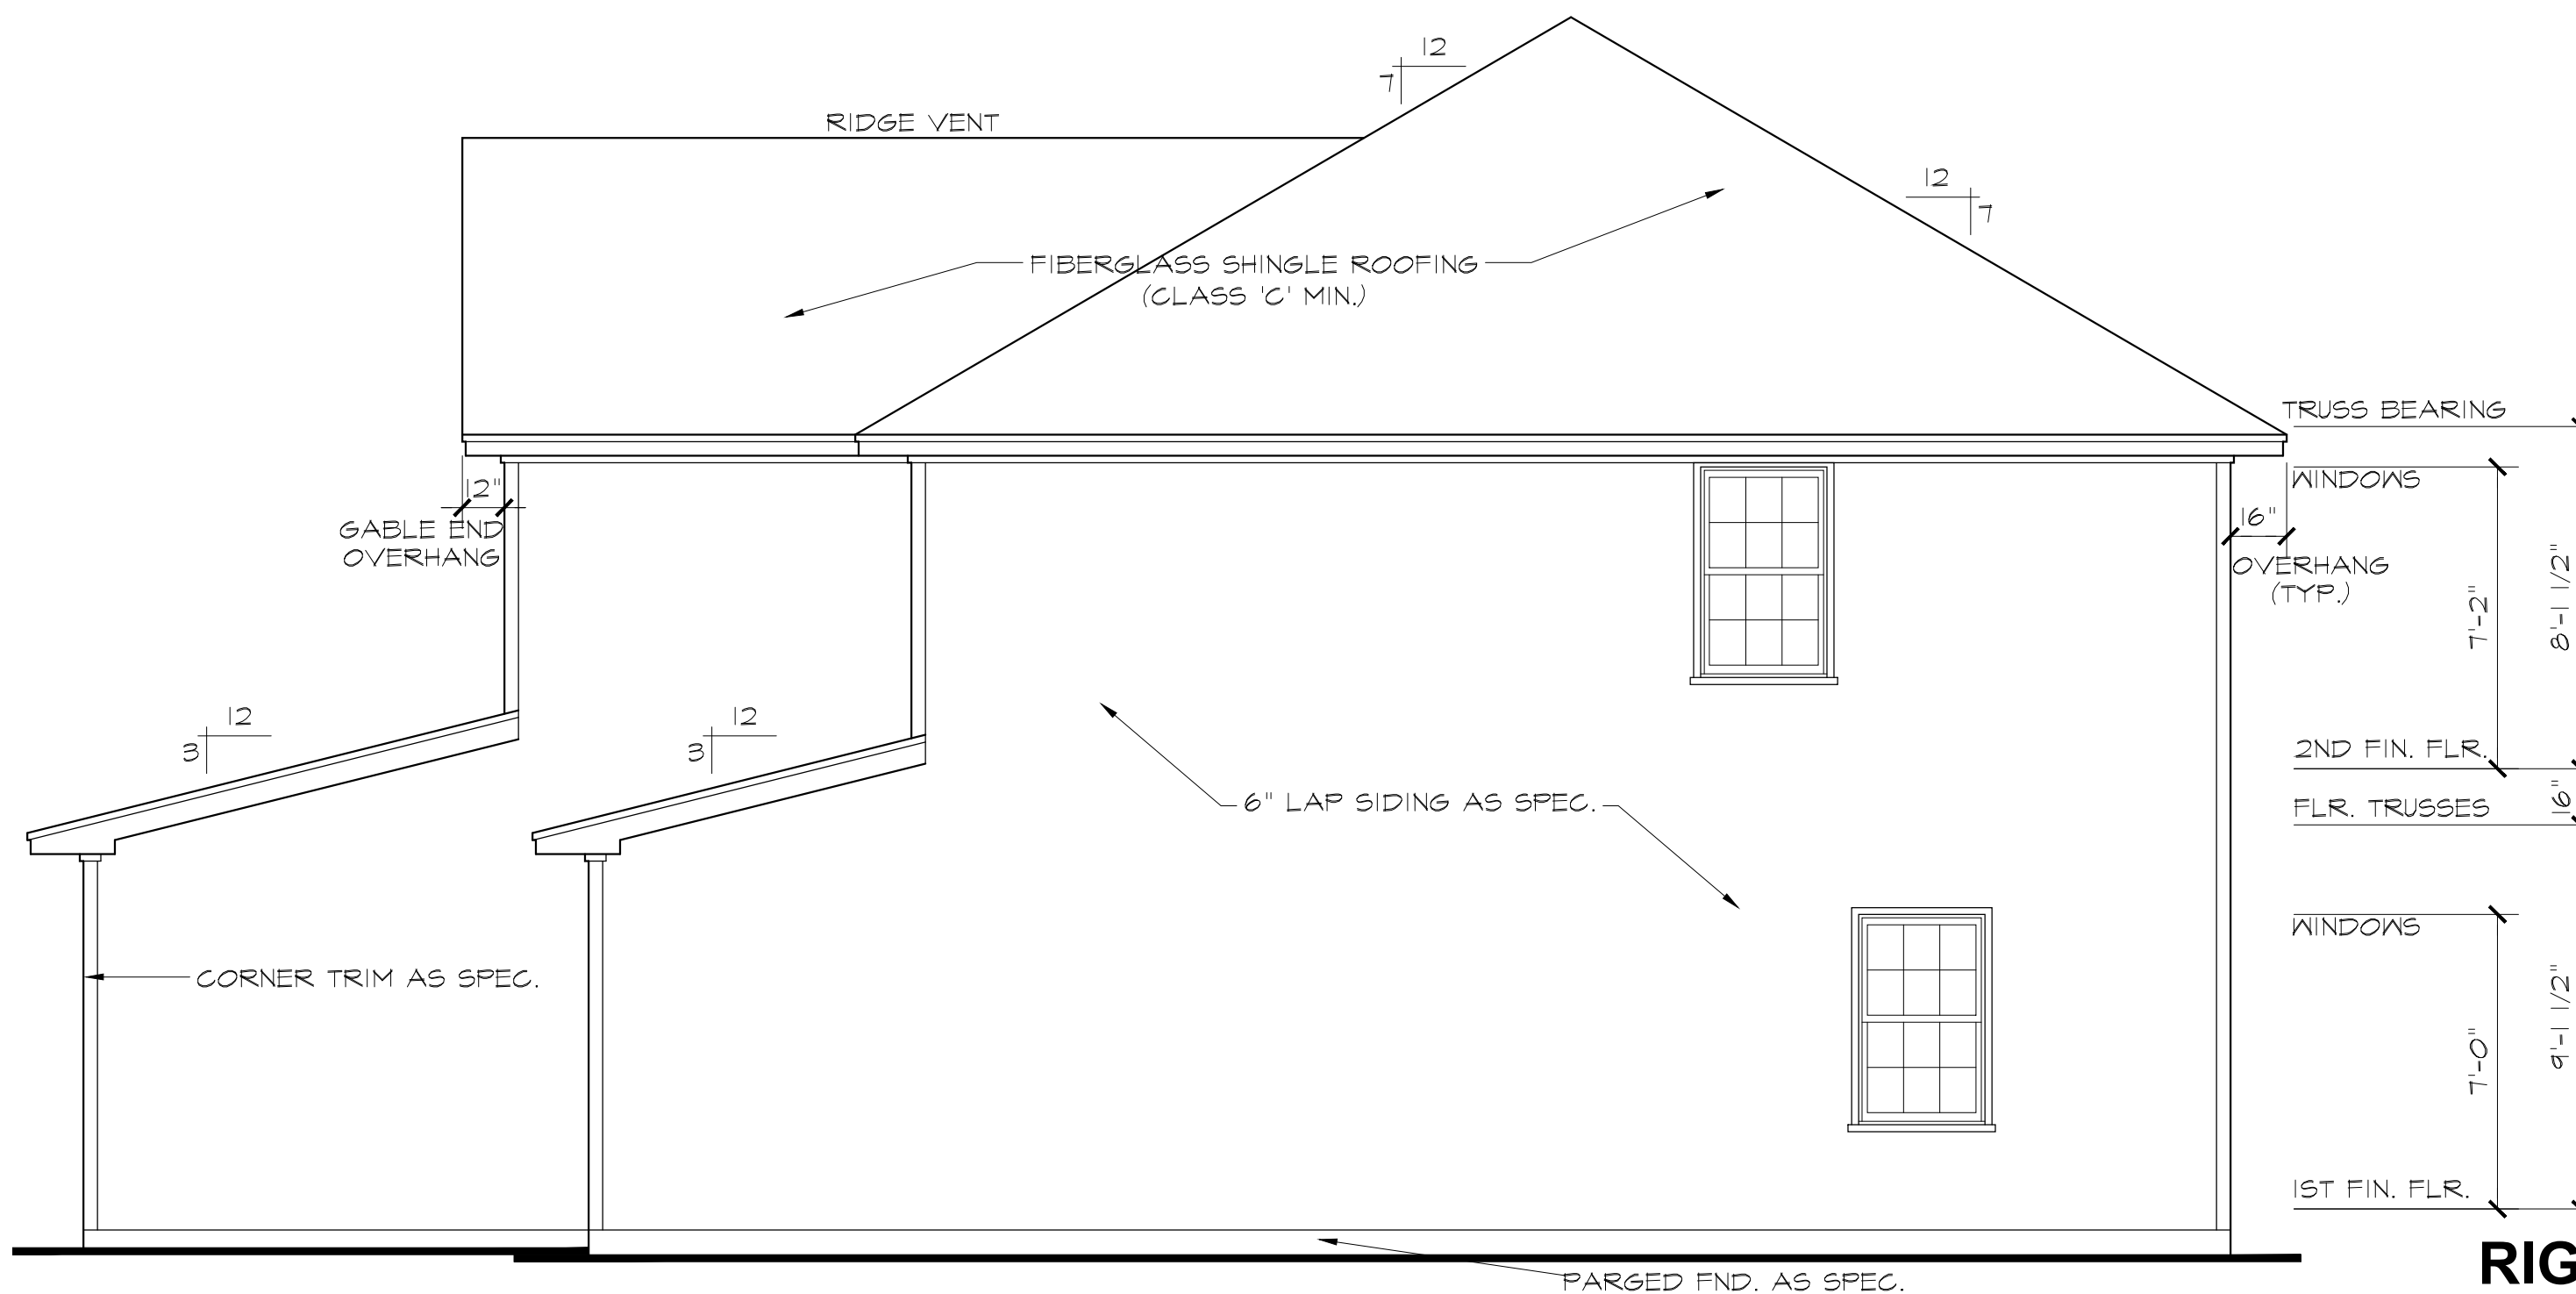 12
7
RIDGE VENT
12
7
FIBERGLASS SHINGLE ROOFING
(CLASS 'C' MIN.)
TRUSS BEARING
WINDOWS
12"
GABLE END
OVERHANG
16"
OVERHANG
(TYP.)
7'-2"
8'-1 1/2"
12
3
12
3
2ND FIN. FLR.
6" LAP SIDING AS SPEC.
FLR. TRUSSES
16"
WINDOWS
CORNER TRIM AS SPEC.
7'-0"
9'-1 1/2"
1ST FIN. FLR.
PARGED FND. AS SPEC.
RIG